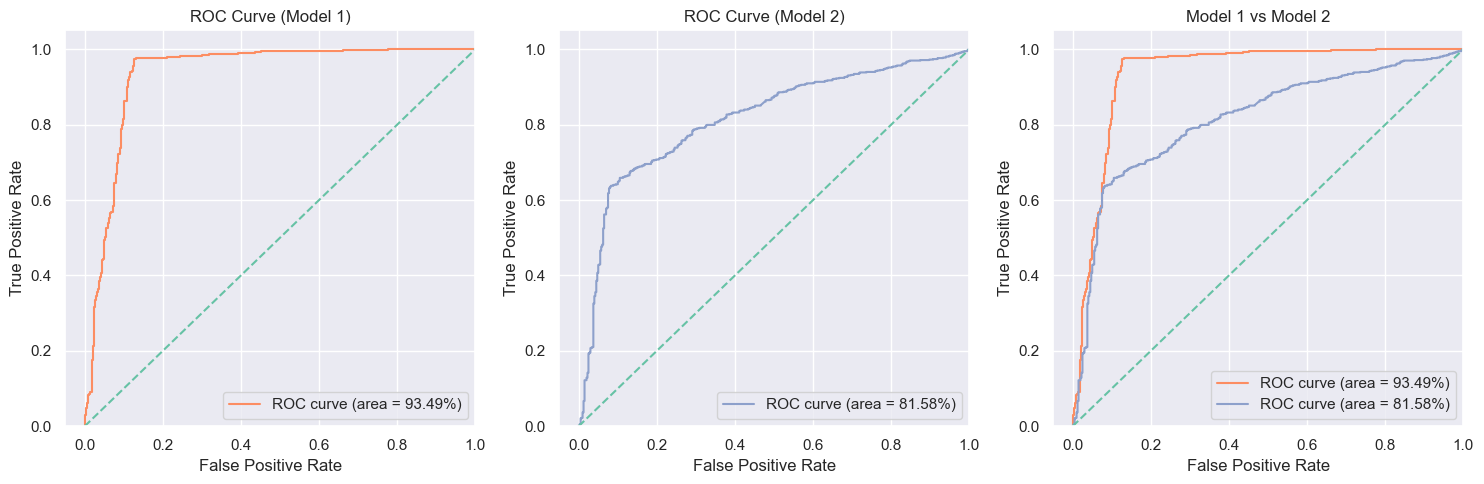 ROC Curve (Model 1)
True Positive Rate
1.0
0.8
0.6
0.4
0.2
0.0
ROC curve (area = 93.49%)
0.0 0.2 0.4 0.6 0.8 1.0
False Positive Rate
ROC Curve (Model 2)
True Positive Rate
1.0
0.8
0.6
0.4
0.2
0.0
ROC curve (area = 81.58%)
0.0 0.2 0.4 0.6 0.8 1.0
False Positive Rate
Model 1 vs Model 2
True Positive Rate
1.0
0.8
0.6
0.4
0.2
0.0
ROC curve (area = 93.49%)
ROC curve (area = 81.58%)
0.0 0.2 0.4 0.6 0.8 1.0
False Positive Rate